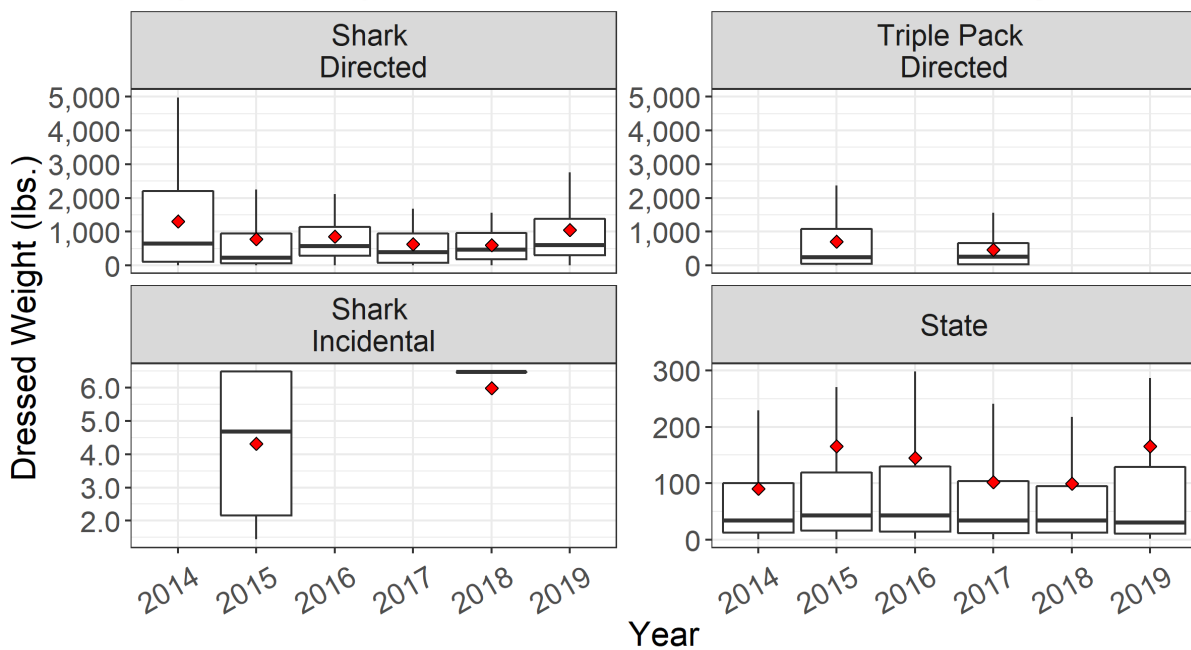 Shark
Directed
Triple Pack
Directed
Dressed Weight (lbs.)
5,000
4,000
3,000
2,000
1,000
0
5,000
4,000
3,000
2,000
1,000
0
Shark
Incidental
State
6.0
5.0
4.0
3.0
2.0
300
200
100
0
2014 2015 2016 2017 2018 2019
2014 2015 2016 2017 2018 2019
Year